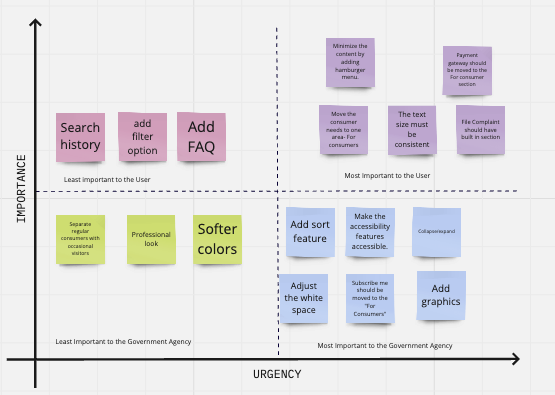 Minimize the
content by
adding
hamburger
menu.
Payment
gateway should
be moved to the
For consumer
section
Search
history
add
filter
option
Add
FAQ
Move the
consumer
needs to one
area- For
consumers
The text
size must
be
consistent
File Complaint
should have
built in section
Least important to the User
Most important to the User
IMPORTANCE
Separate
regular
consumers with
occasional
visitors
Professional
look
Softer
colors
Add sort
feature
Make the
accessibility
features
accessible.
Collapse/expand
Adjust
the white
space
Subscribe me
should be
moved to the
"For
Consumers"
Add
graphics
Least important to the Government Agency
Most important to the Government Agency
URGENCY